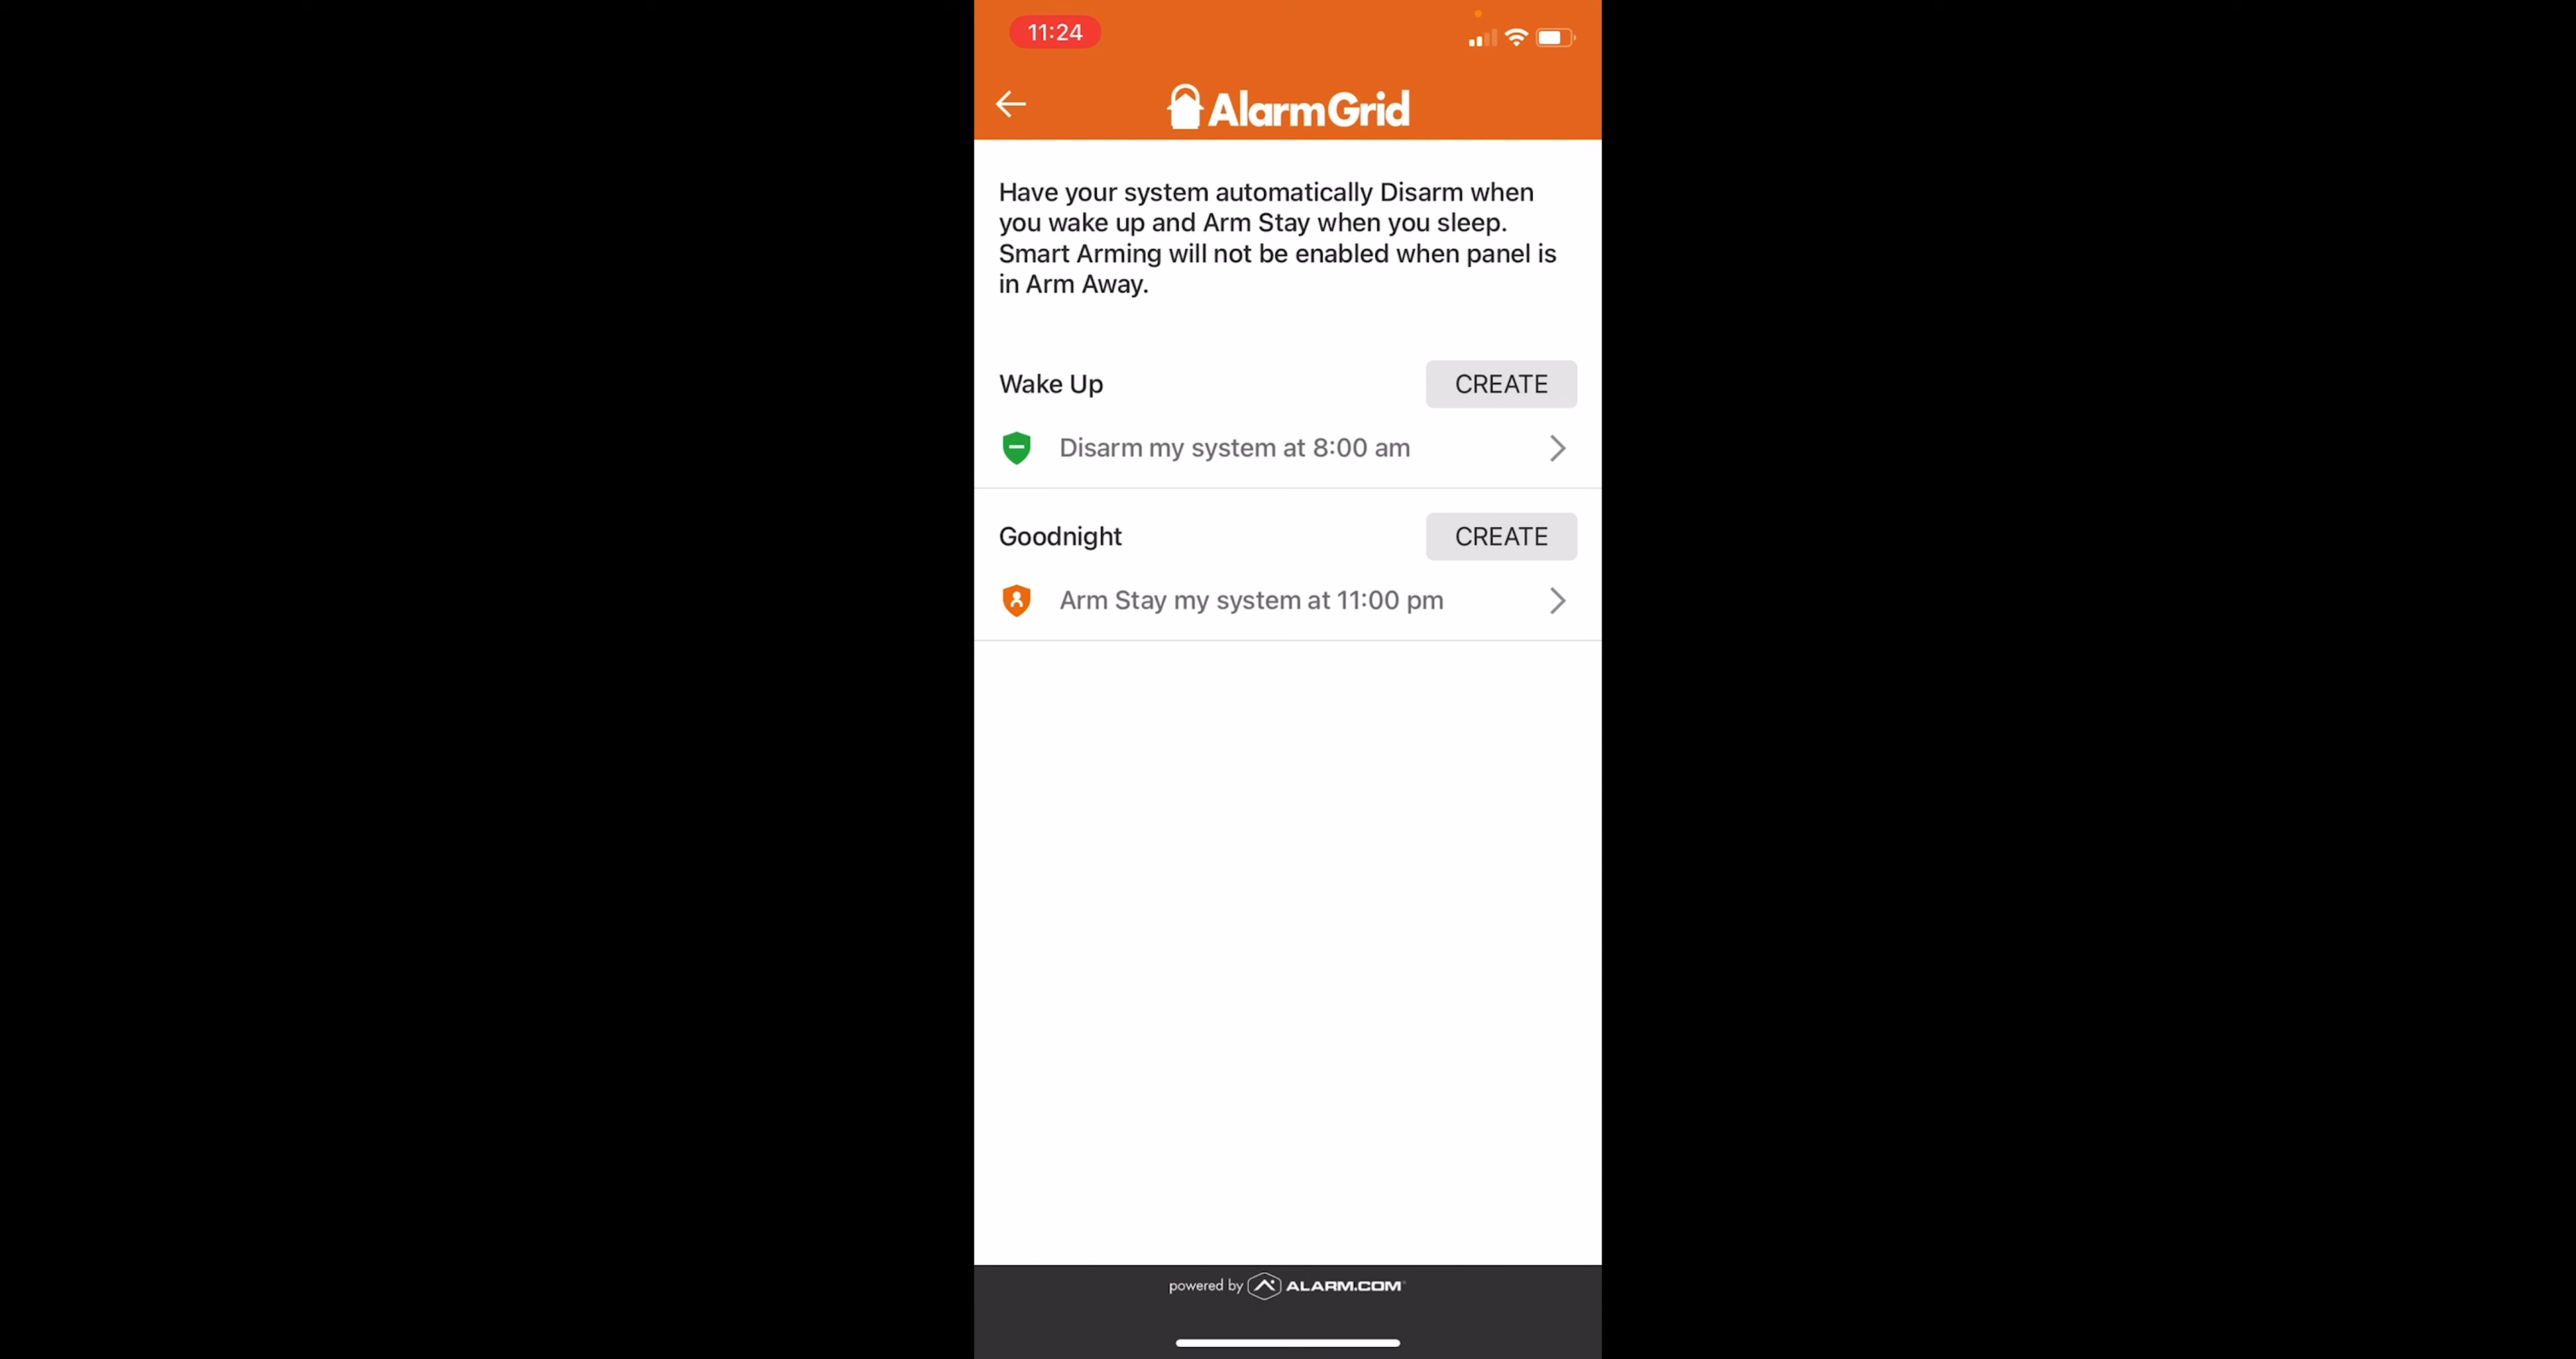 11:24
AlarmGrid
Have your system automatically Disarm when
you wake up and Arm Stay when you sleep.
Smart Arming will not be enabled when panel is
in Arm Away.
Wake Up
CREATE
Disarm my system at 8:00 am
Goodnight
CREATE
Arm Stay my system at 11:00 pm
powered by ALARM.COM